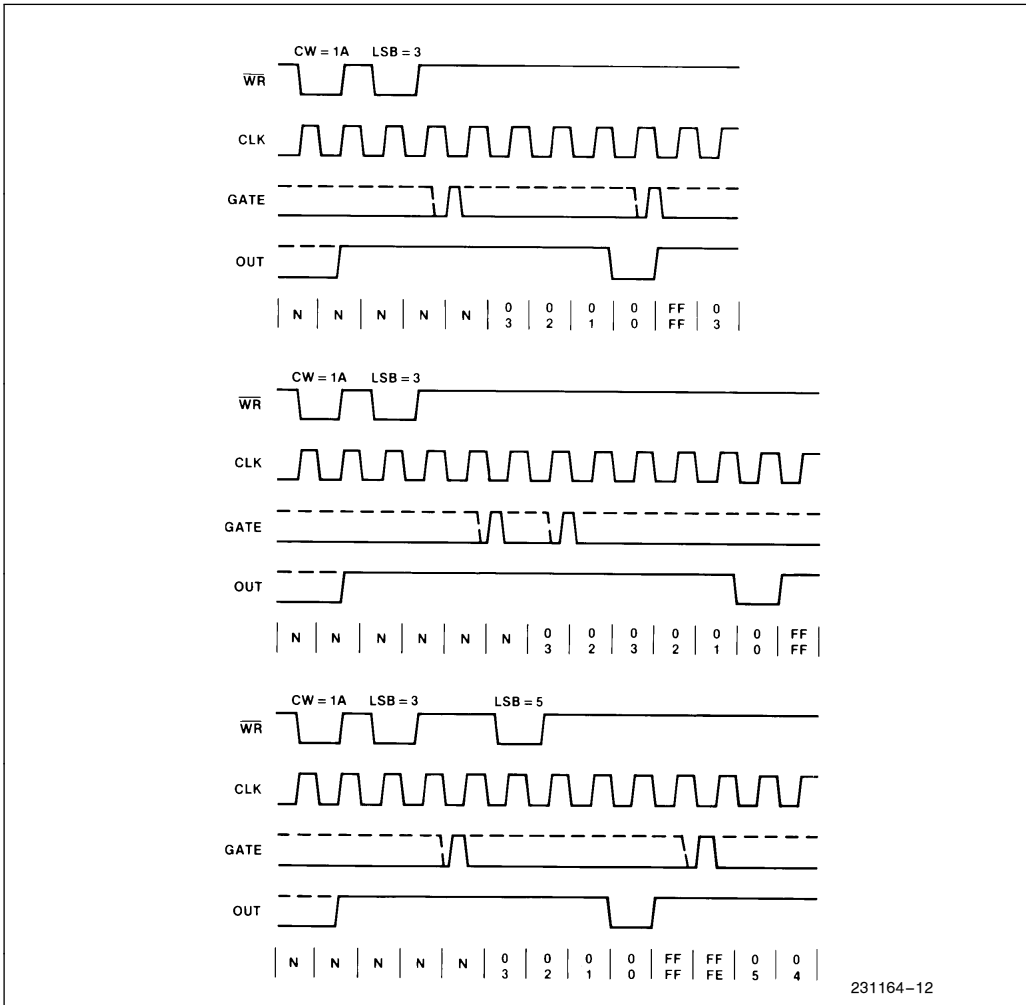 CW = 1A LSB = 3
WR
CLK
GATE
OUT
N N N N N 0 0 0 0 FF 0
3 2 1 0 FF 3
CW = 1A LSB = 3
WR
CLK
GATE
OUT
N N N N N N 0 0 0 0 0 0 FF
3 2 3 2 1 0 FF
CW = 1A LSB = 3 LSB = 5
WR
CLK
GATE
OUT
N N N N N 0 0 0 0 FF FF 0 0
3 2 1 0 FF FE 5 4
231164–12